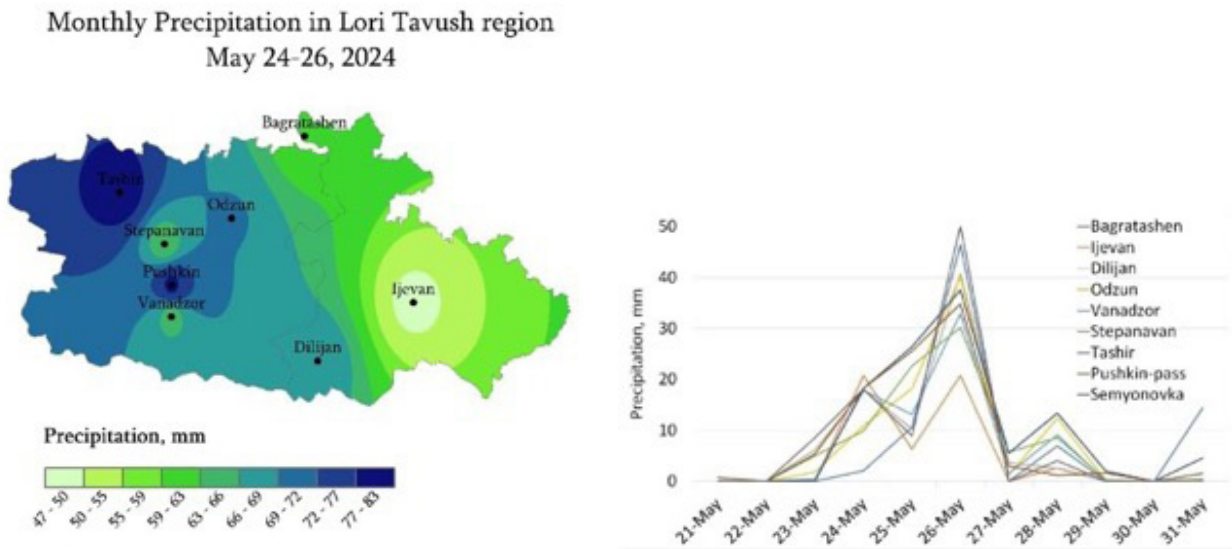 Monthly Precipitation in Lori Tavush region
May 24-26, 2024
Bagratashen
Tashir
Odzun
Stepanavan
Pushkin
Vanadzor
Ijevan
Dilijan
Precipitation, mm
47 - 50
50 - 55
55 - 59
59 - 63
63 - 66
66 - 69
69 - 72
72 - 77
77 - 83
Precipitation, mm
50
40
30
20
10
0
21-May
22-May
23-May
24-May
25-May
26-May
27-May
28-May
29-May
30-May
31-May
Bagratashen
Ijevan
Dilijan
Odzun
Vanadzor
Stepanavan
Tashir
Pushkin-pass
Semyonovka